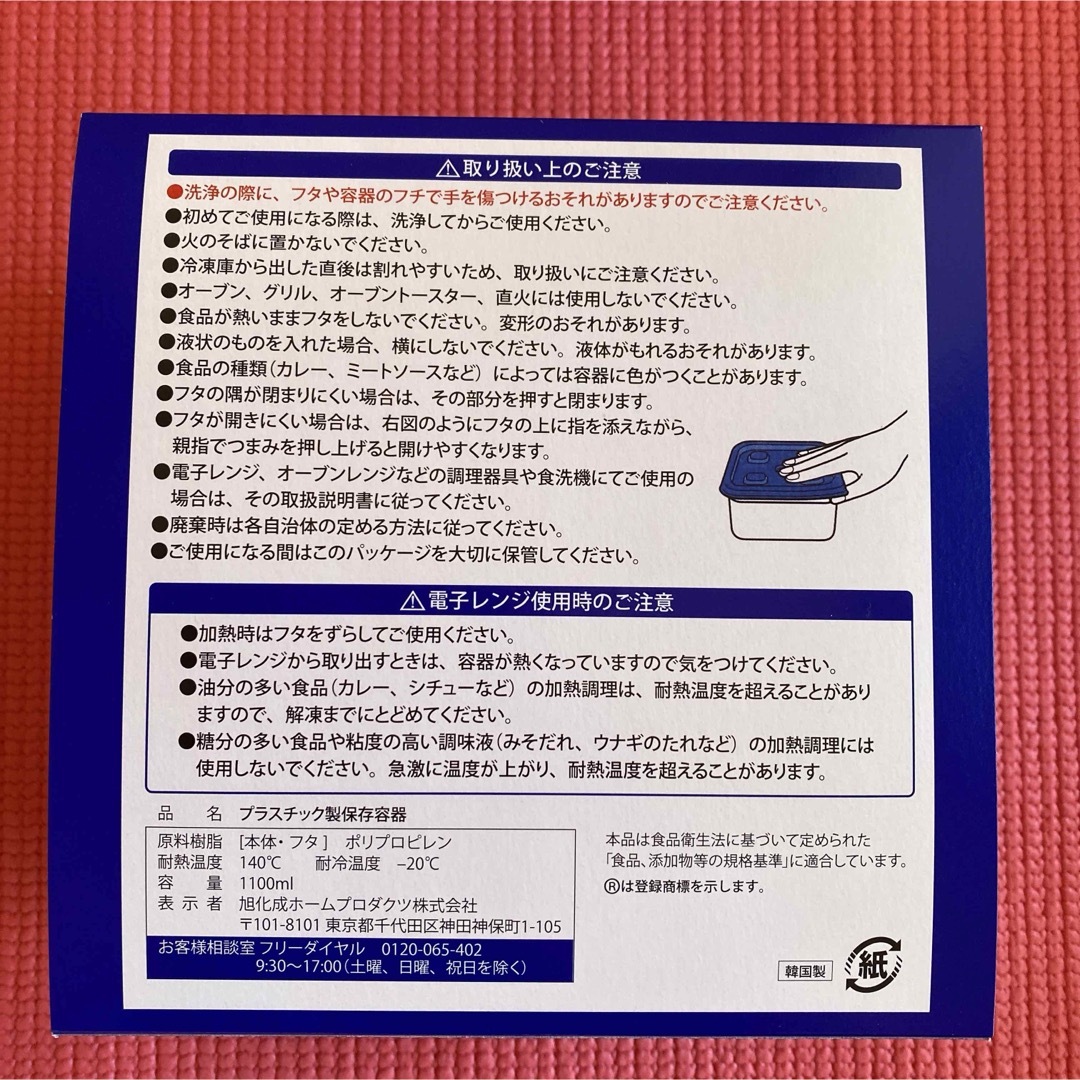 ⚠取り扱い上のご注意
●洗浄の際に、フタや容器のフチで手を傷つけるおそれがありますのでご注意ください。
●初めてご使用になる際は、洗浄してからご使用ください。
●火のそばに置かないでください。
●冷凍庫から出した直後は割れやすいため、取り扱いにご注意ください。
●オーブン、グリル、オーブントースター、直火には使用しないでください。
●食品が熱いままフタをしないでください。変形のおそれがあります。
●液状のものを入れた場合、横にしないでください。液体がもれるおそれがあります。
●食品の種類(カレー、ミートソースなど)によっては容器に色がつくことがあります。
●フタの隅が閉まりにくい場合は、その部分を押すと閉まります。
●フタが開きにくい場合は、右図のようにフタの上に指を添えながら、
親指でつまみを押し上げると開けやすくなります。
●電子レンジ、オーブンレンジなどの調理器具や食洗機にてご使用の
場合は、その取扱説明書に従ってください。
●廃棄時は各自治体の定める方法に従ってください。
●ご使用になる間はこのパッケージを大切に保管してください。
⚠電子レンジ使用時のご注意
●加熱時はフタをずらしてご使用ください。
●電子レンジから取り出すときは、容器が熱くなっていますので気をつけてください。
●油分の多い食品(カレー、シチューなど)の加熱調理は、耐熱温度を超えることがあり
ますので、解凍までにとどめてください。
●糖分の多い食品や粘度の高い調味液(みそだれ、ウナギのたれなど)の加熱調理には
使用しないでください。急激に温度が上がり、耐熱温度を超えることがあります。
品 名 プラスチック製保存容器
原料樹脂 [本体・フタ] ポリプロピレン
耐熱温度 140℃ 耐冷温度 −20℃
容 量 1100ml
表示者 旭化成ホームプロダクツ株式会社
〒101-8101 東京都千代田区神田神保町1-105
お客様相談室 フリーダイヤル 0120-065-402
9:30〜17:00(土曜、日曜、祝日を除く)
本品は食品衛生法に基づいて定められた
「食品、添加物等の規格基準」に適合しています。
Ⓡは登録商標を示します。
韓国製
紙